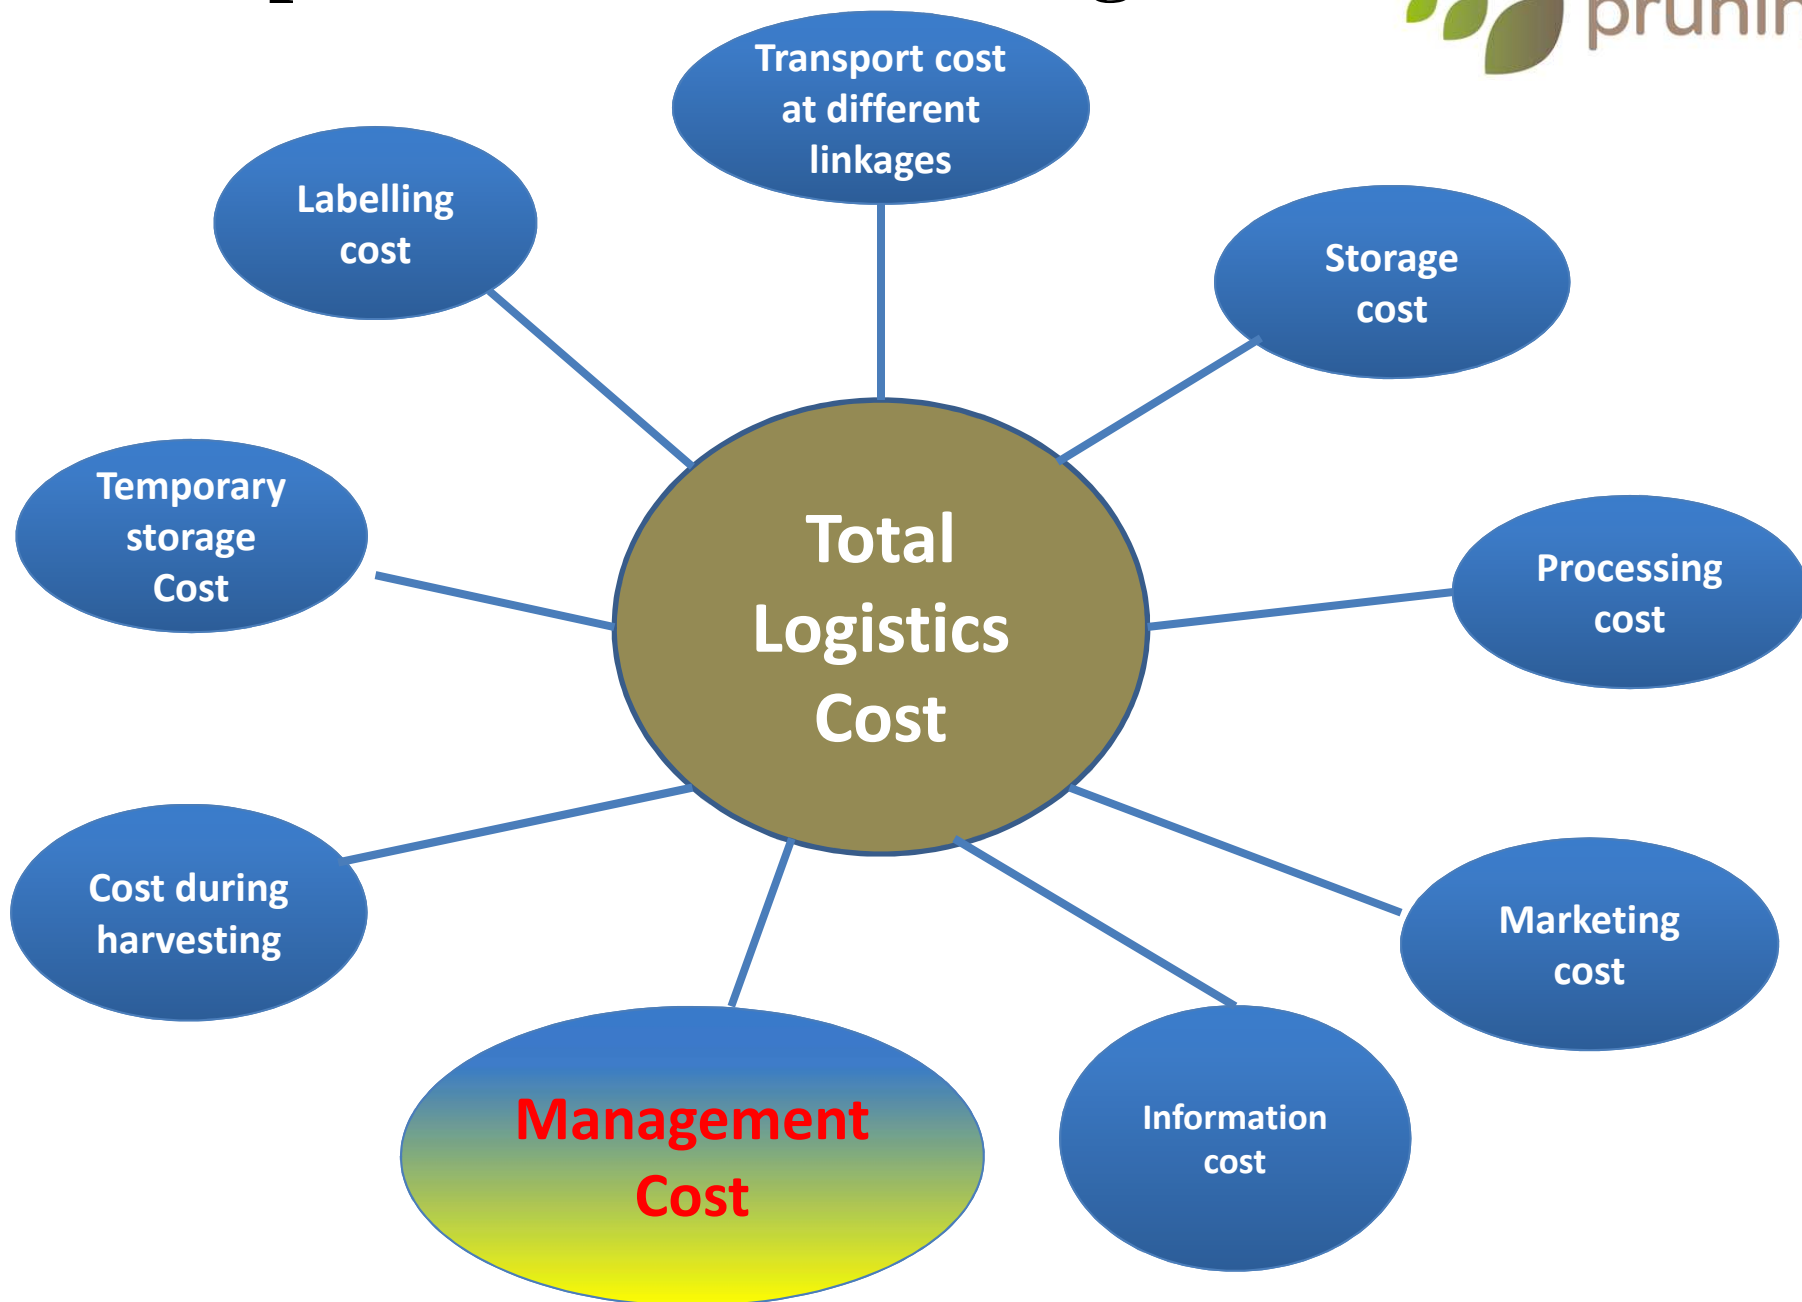 Transport cost
at different
linkages
Labelling
cost
Storage
cost
Temporary
storage
Cost
Total
Logistics
Cost
Processing
cost
Cost during
harvesting
Marketing
cost
Management
Cost
Information
cost